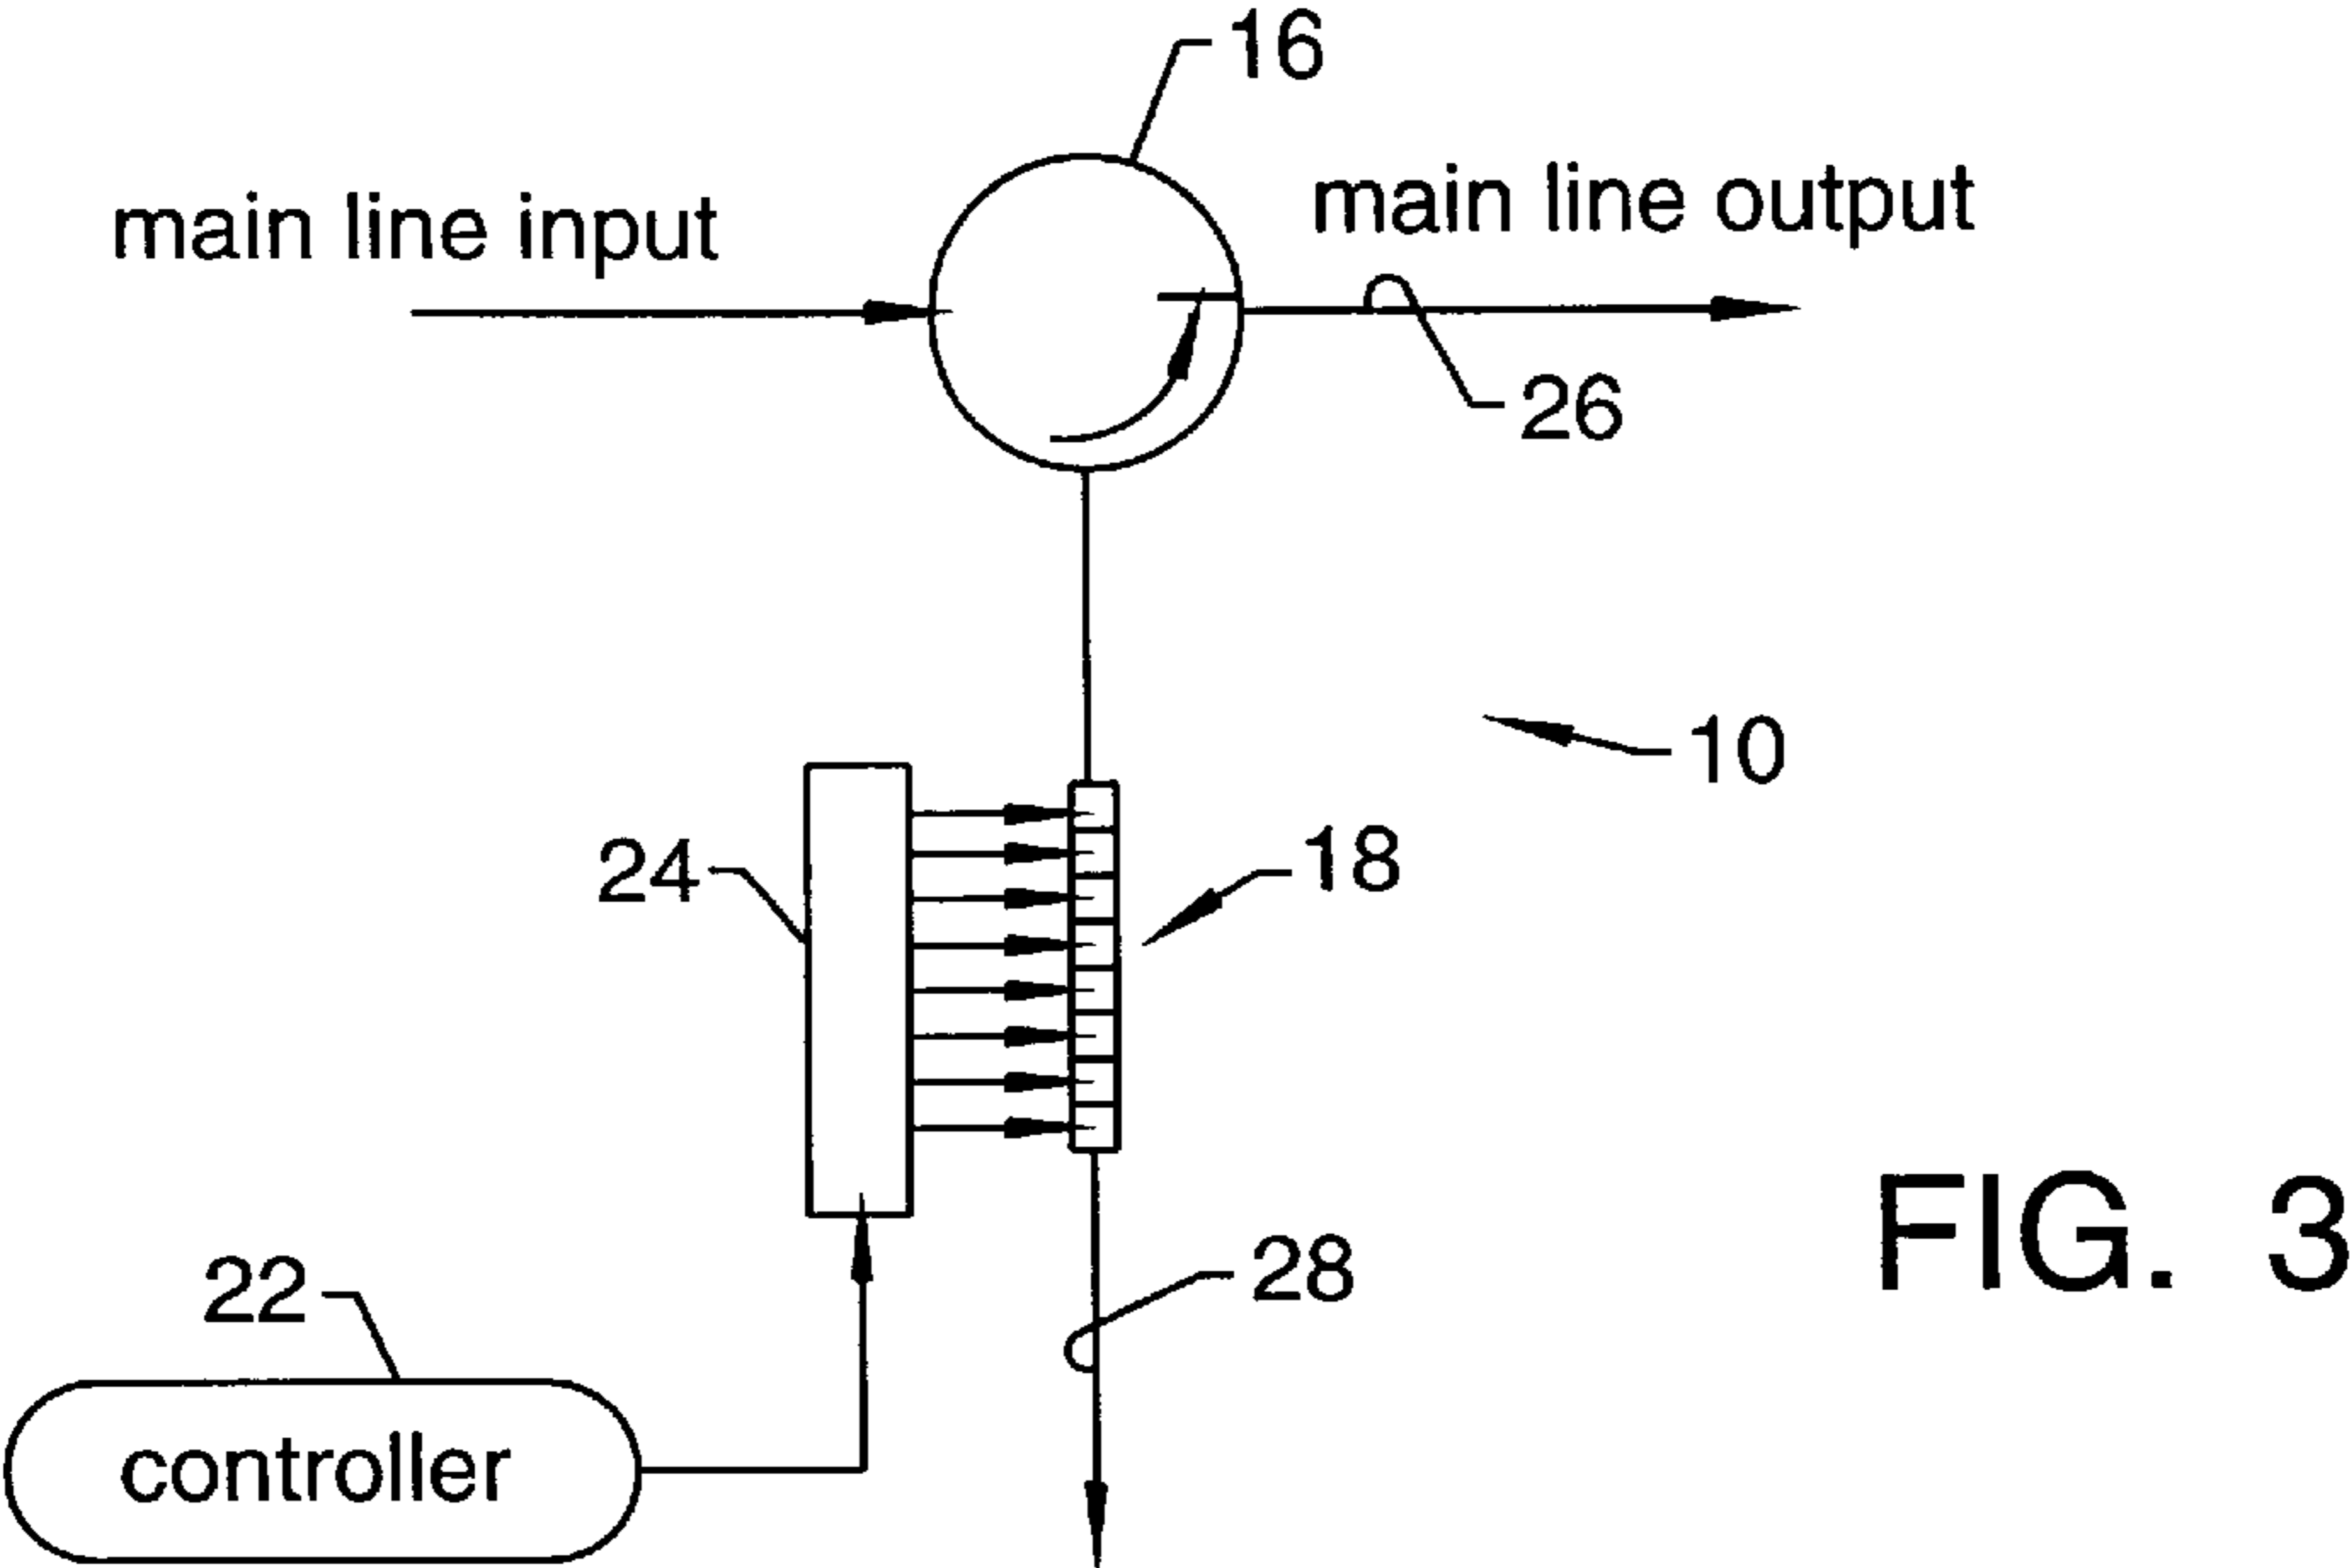 16
main line input
main line output
26
10
24
18
28
22
controller
FIG. 3